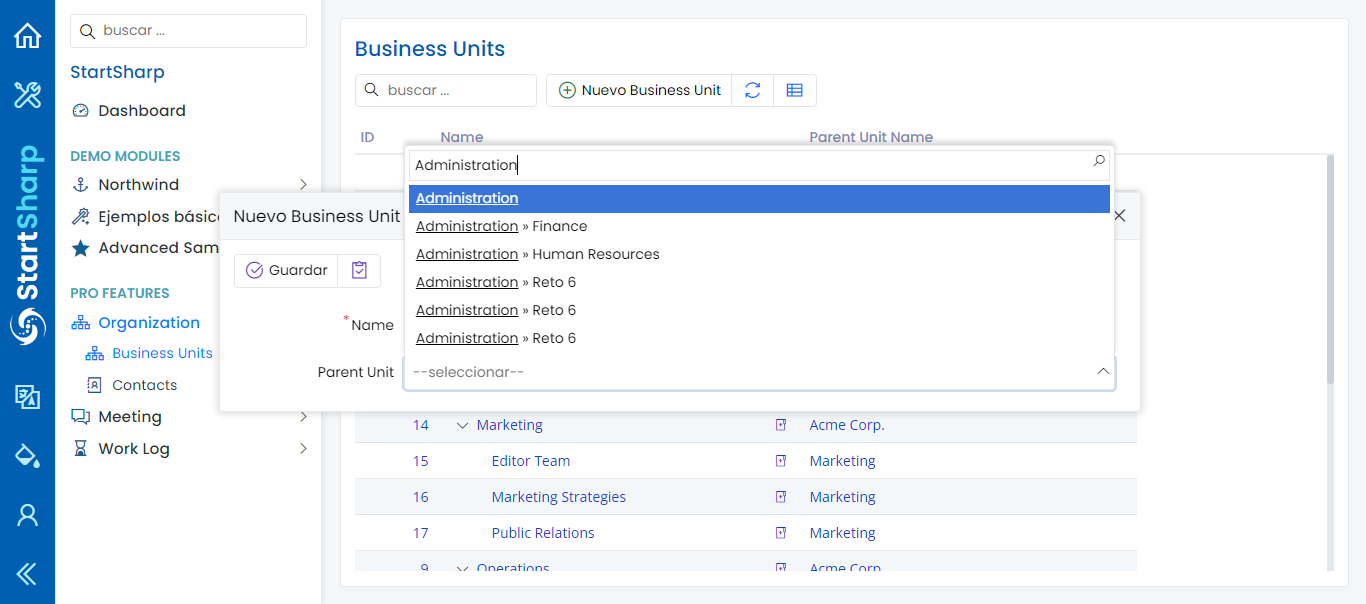 StartSharp
buscar ...
StartSharp
Dashboard
DEMO MODULES
Northwind
Ejemplos básic
Advanced Sam
PRO FEATURES
Organization
Business Units
Contacts
Meeting
Work Log
Business Units
buscar ...
Nuevo Business Unit
ID Name Parent Unit Name
Nuevo Business Unit
Guardar
*Name
Administration
Administration
Administration » Finance
Administration » Human Resources
Administration » Reto 6
Administration » Reto 6
Administration » Reto 6
Parent Unit --seleccionar--
14 Marketing Acme Corp.
15 Editor Team Marketing
16 Marketing Strategies Marketing
17 Public Relations Marketing
9 Operations Acme Corp.